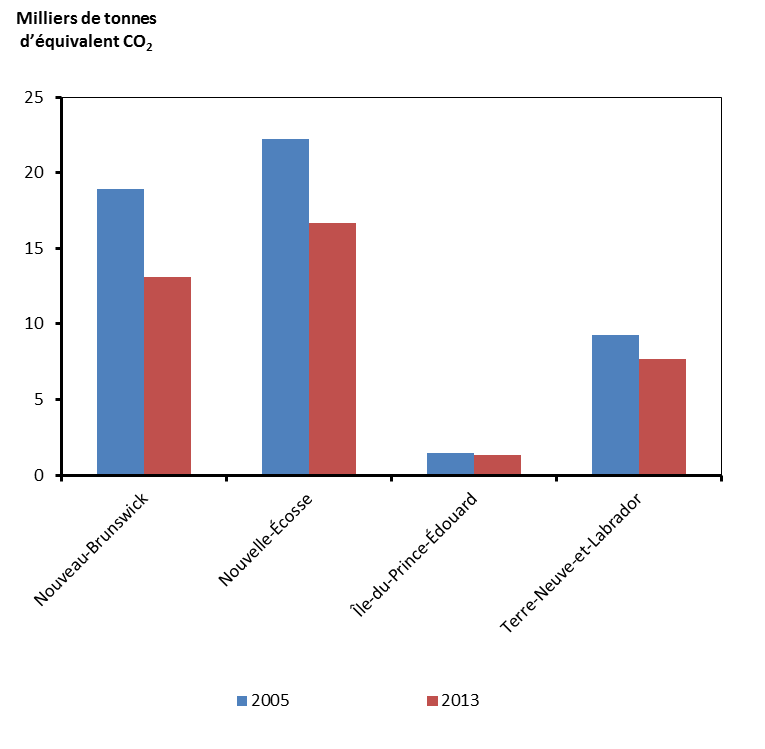 Milliers de tonnes
d’équivalent CO₂
25
20
15
10
5
0
Nouveau-Brunswick
Nouvelle-Écosse
Île-du-Prince-Édouard
Terre-Neuve-et-Labrador
2005
2013